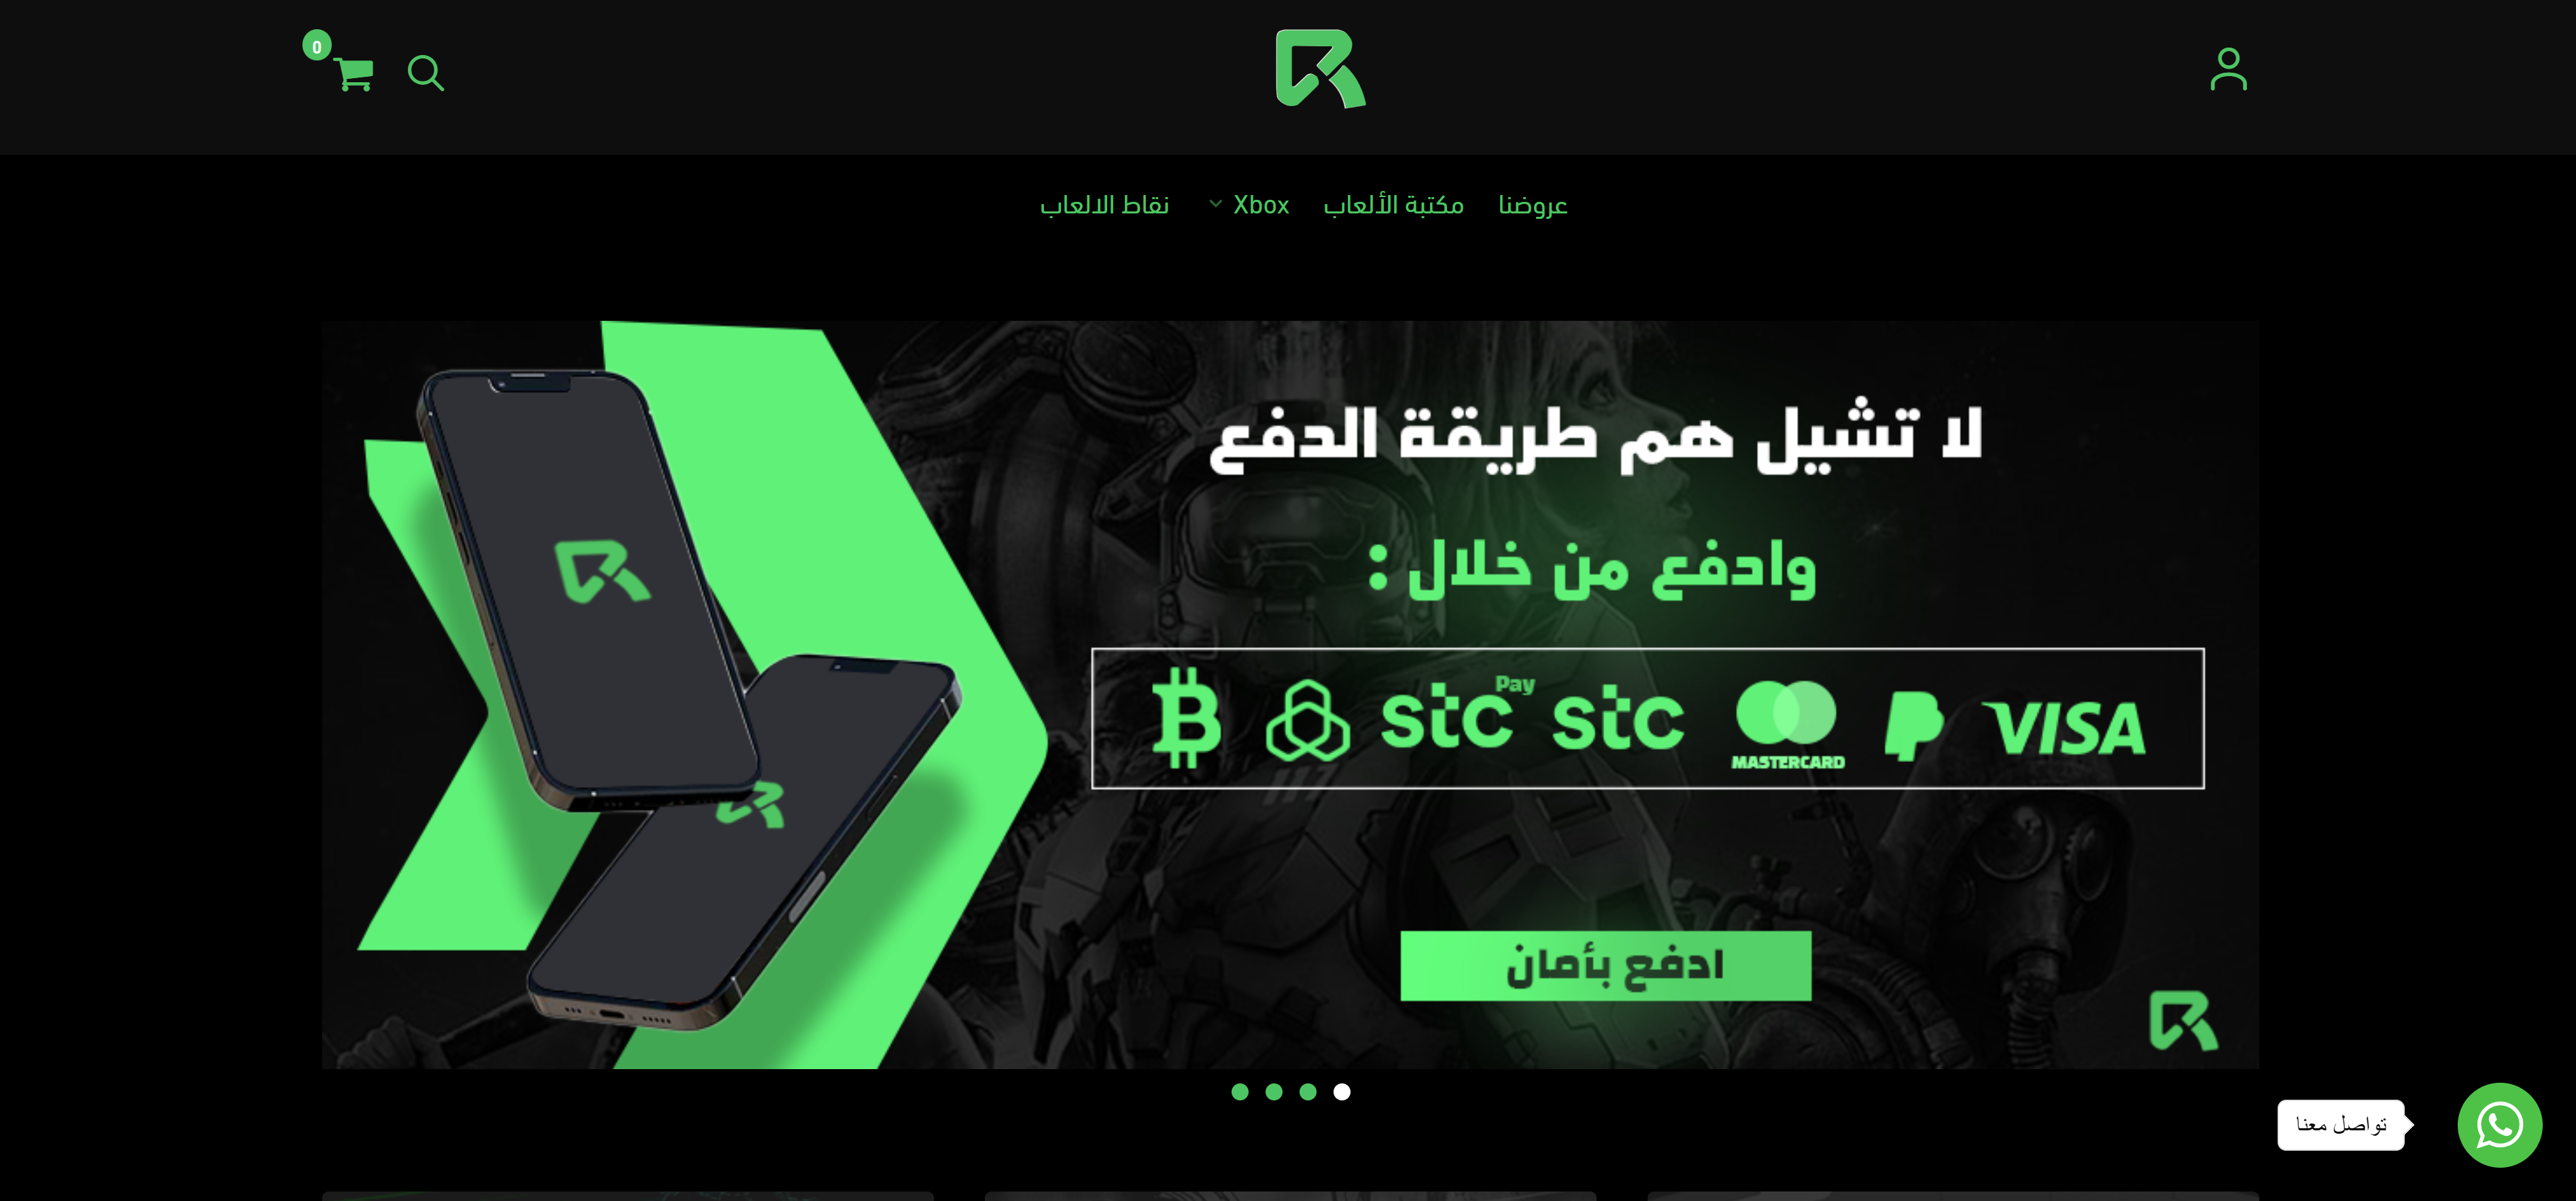 0
عروضنا
مكتبة الألعاب
Xbox
نقاط الالعاب
لا تشيل هم طريقة الدفع
وادفع من خلال :
VISA
MASTERCARD
stc
stc Pay
ادفع بأمان
تواصل معنا